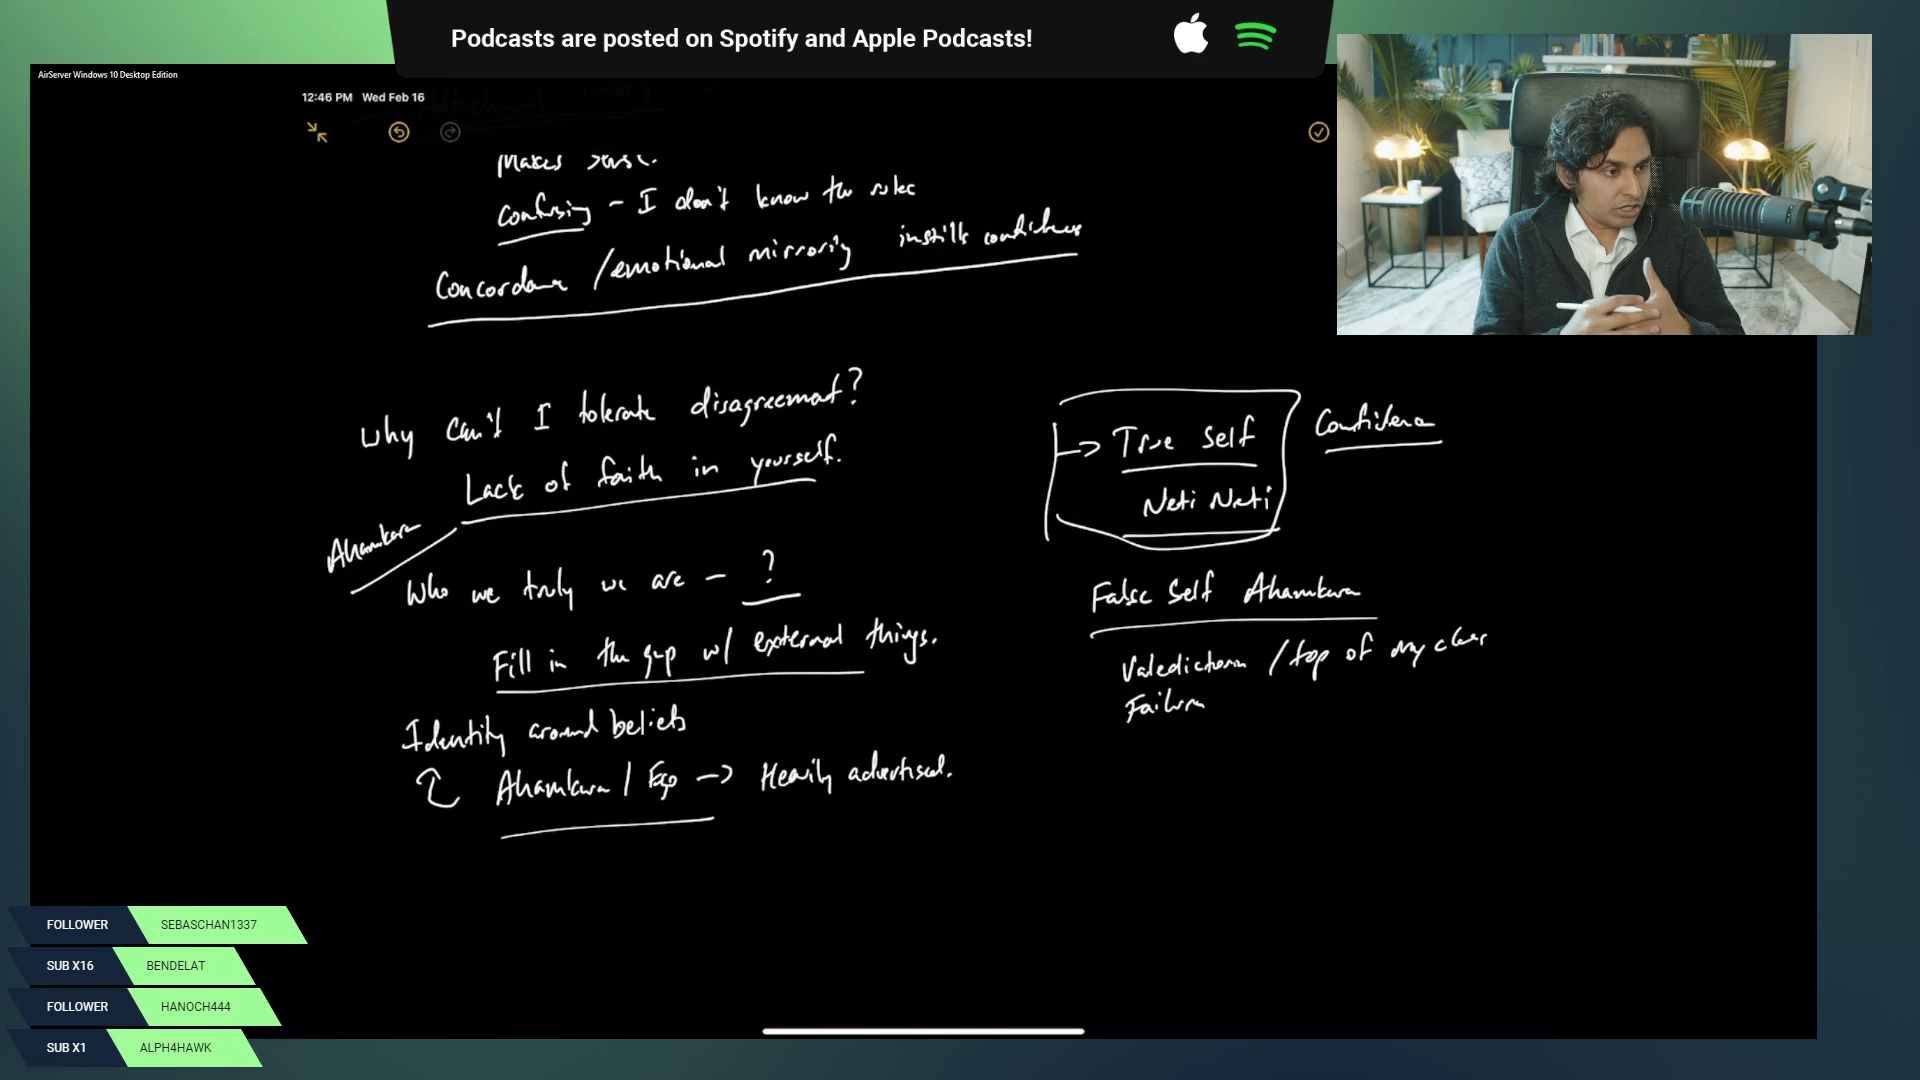 Podcasts are posted on Spotify and Apple Podcasts!
AirServer Windows 10 Desktop Edition
12:46 PM Wed Feb 16
Makes sense.
Confusing - I don't know the rules
Concordance / emotional mirroring instills confidence
Why can't I tolerate disagreement?
Lack of faith in yourself.
Ahamkara
Who we truly we are - ?
Fill in the gap w/ external things.
Identity around beliefs
Ahamkara / Ego -> Heavily advertised.
-> True Self
Neti Neti
Confidence
False Self Ahamkara
Valedictorian / top of my class
Failure
FOLLOWER SEBASCHAN1337
SUB X16 BENDELAT
FOLLOWER HANOCH444
SUB X1 ALPH4HAWK